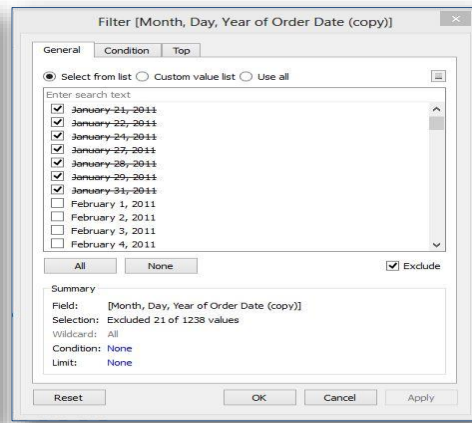 Filter [Month, Day, Year of Order Date (copy)]
General Condition Top
Select from list Custom value list Use all
Enter search text
January 21, 2011
January 22, 2011
January 24, 2011
January 27, 2011
January 28, 2011
January 29, 2011
January 31, 2011
February 1, 2011
February 2, 2011
February 3, 2011
February 4, 2011
All None Exclude
Summary
Field: [Month, Day, Year of Order Date (copy)]
Selection: Excluded 21 of 1238 values
Wildcard: All
Condition: None
Limit: None
Reset OK Cancel Apply